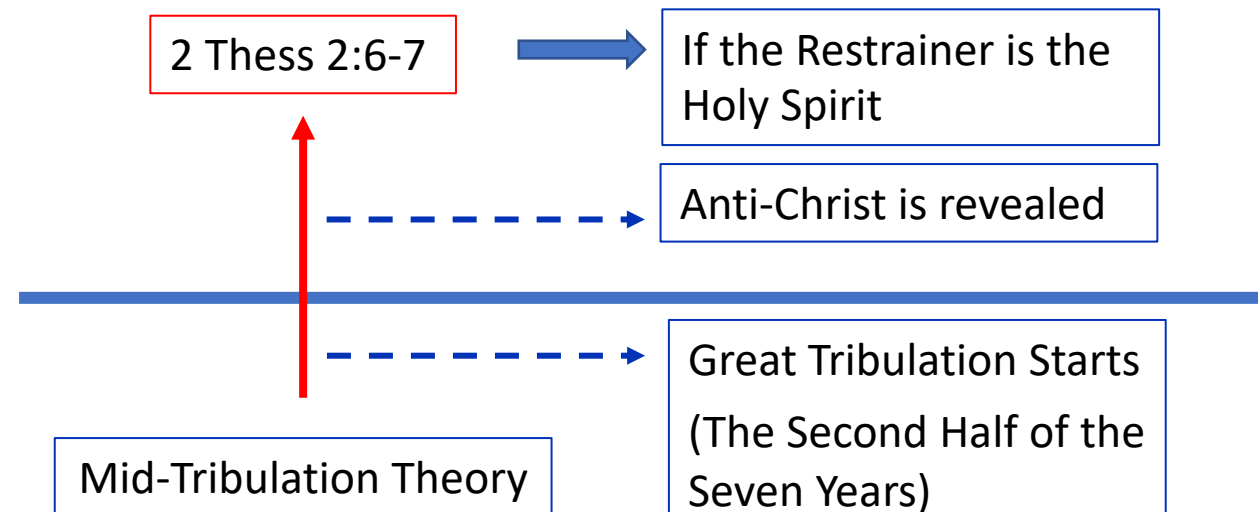 2 Thess 2:6-7
If the Restrainer is the
Holy Spirit
Anti-Christ is revealed
Great Tribulation Starts
(The Second Half of the
Seven Years)
Mid-Tribulation Theory